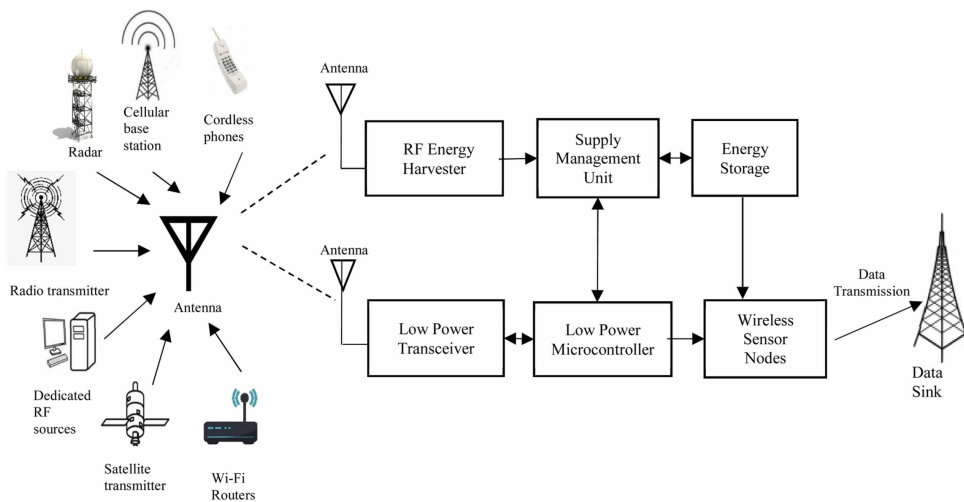 Cellular
base
station
Cordless
phones
Radar
Radio transmitter
Antenna
Dedicated
RF
sources
Satellite
transmitter
Wi-Fi
Routers
Antenna
RF Energy
Harvester
Supply
Management
Unit
Energy
Storage
Antenna
Low Power
Transceiver
Low Power
Microcontroller
Wireless
Sensor
Nodes
Data
Transmission
Data
Sink